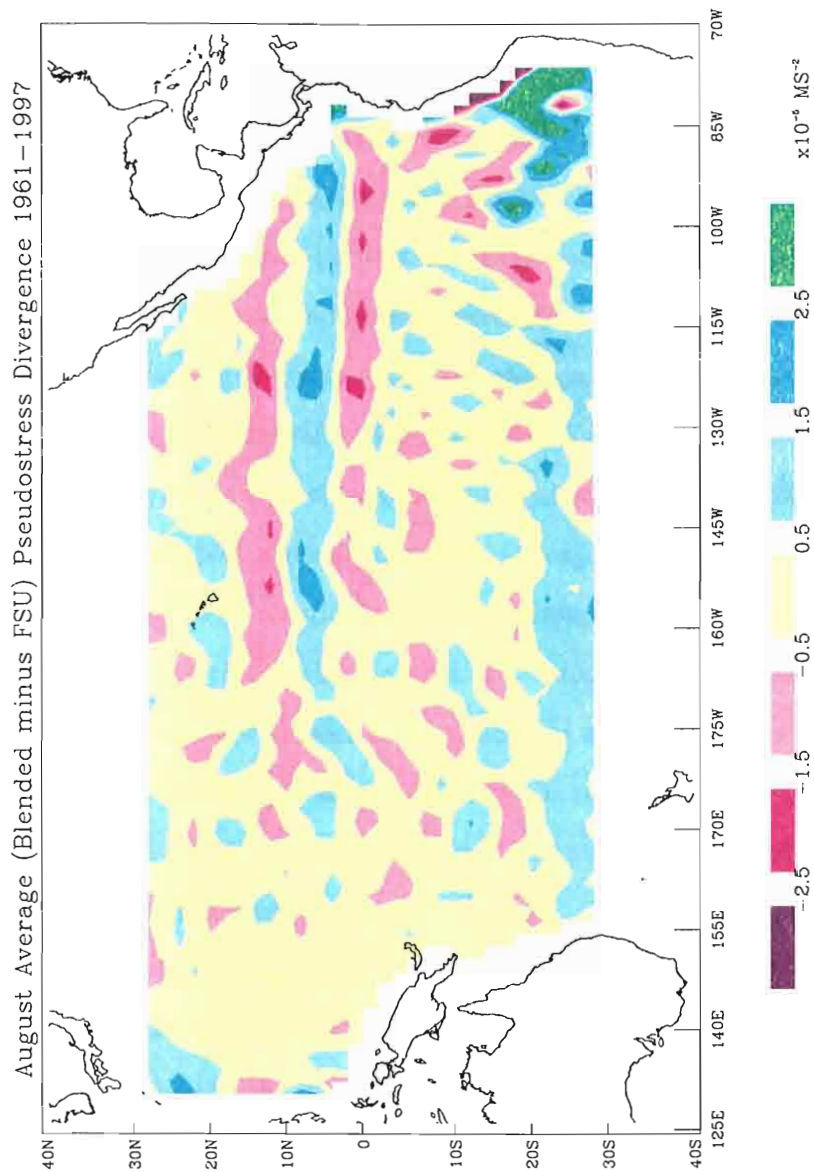 August Average (Blended minus FSU) Pseudostress Divergence 1961-1997
40N
30N
20N
10N
0
10S
20S
30S
40S
125E
140E
155E
170E
175W
160W
145W
130W
115W
100W
85W
70W
-2.5
-1.5
-0.5
0.5
1.5
2.5
x10⁻⁵ MS⁻²